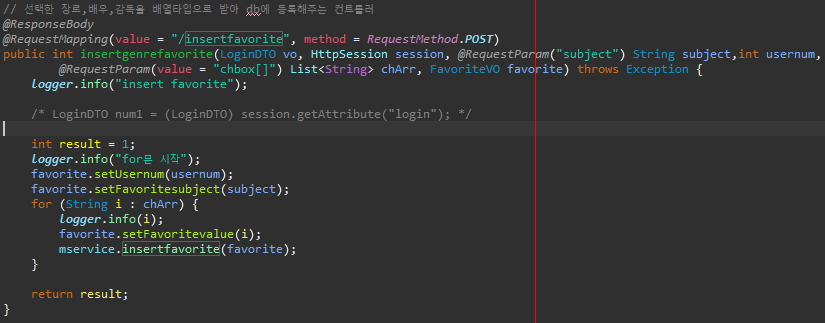 // 선택한 장르,배우,감독을 배열타입으로 받아 db에 등록해주는 컨트롤러
@ResponseBody
@RequestMapping(value = "/insertfavorite", method = RequestMethod.POST)
public int insertgenrefavorite(LoginDTO vo, HttpSession session, @RequestParam("subject") String subject,int usernum,
@RequestParam(value = "chbox[]") List<String> chArr, FavoriteVO favorite) throws Exception {
logger.info("insert favorite");
/* LoginDTO num1 = (LoginDTO) session.getAttribute("login"); */
int result = 1;
logger.info("for문 시작");
favorite.setUsernum(usernum);
favorite.setFavoritesubject(subject);
for (String i : chArr) {
logger.info(i);
favorite.setFavoritevalue(i);
mservice.insertfavorite(favorite);
}
return result;
}